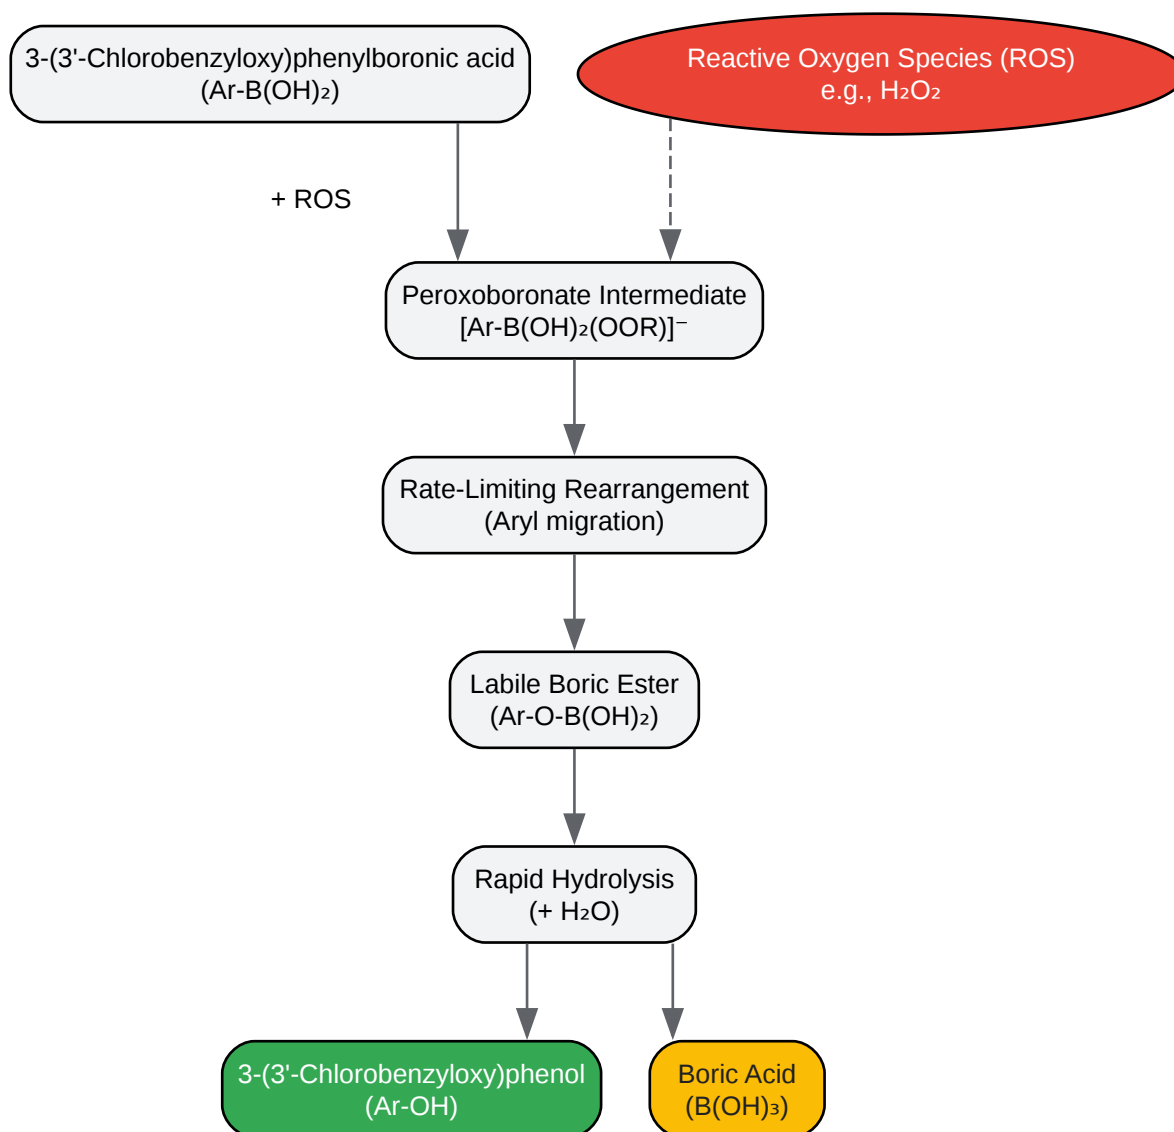 3-(3'-Chlorobenzyloxy)phenylboronic acid
(Ar-B(OH)₂)
Reactive Oxygen Species (ROS)
e.g., H₂O₂
+ ROS
Peroxoboronate Intermediate
[Ar-B(OH)₂(OOR)]⁻
Rate-Limiting Rearrangement
(Aryl migration)
Labile Boric Ester
(Ar-O-B(OH)₂)
Rapid Hydrolysis
(+ H₂O)
3-(3'-Chlorobenzyloxy)phenol
(Ar-OH)
Boric Acid
(B(OH)₃)